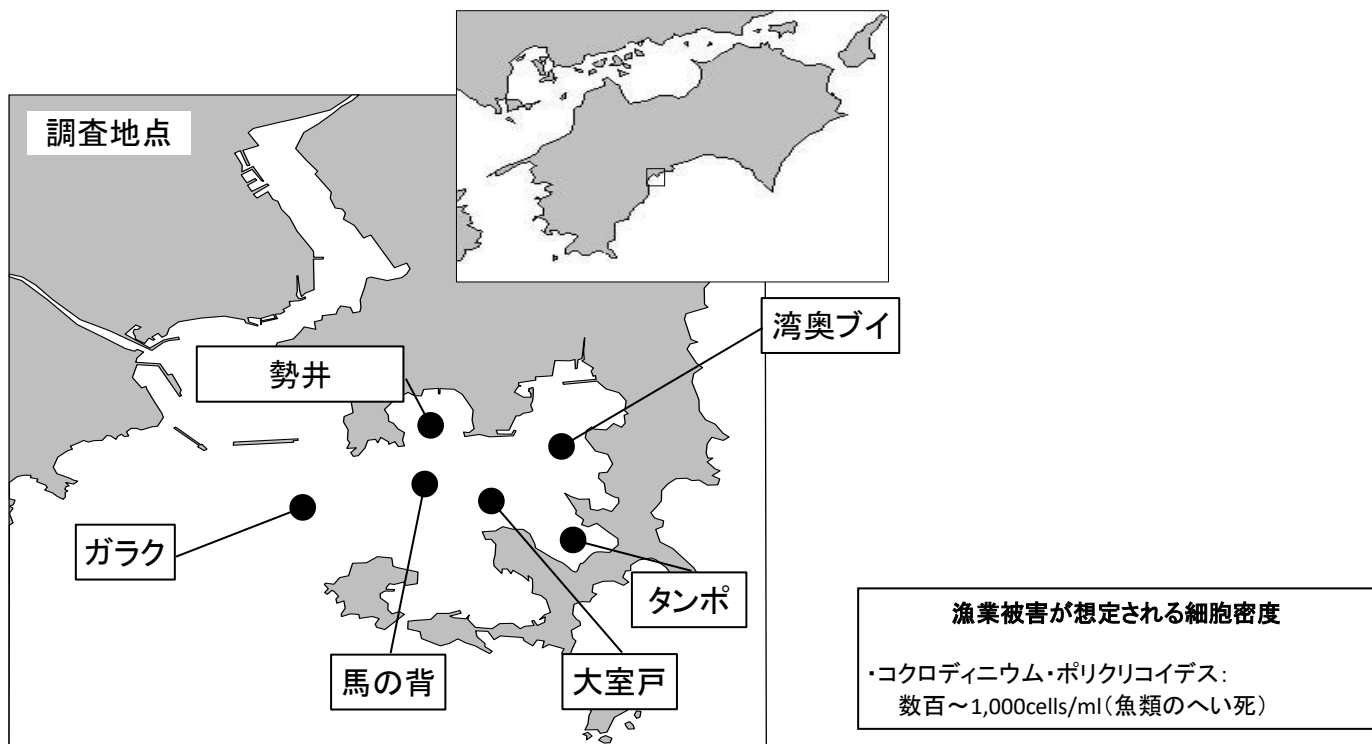 調査地点
湾奥ブイ
勢井
ガラク
タンポ
馬の背
大室戸
漁業被害が想定される細胞密度
・コクロディニウム・ポリクリコイデス：
数百～1,000cells/ml（魚類のへい死）